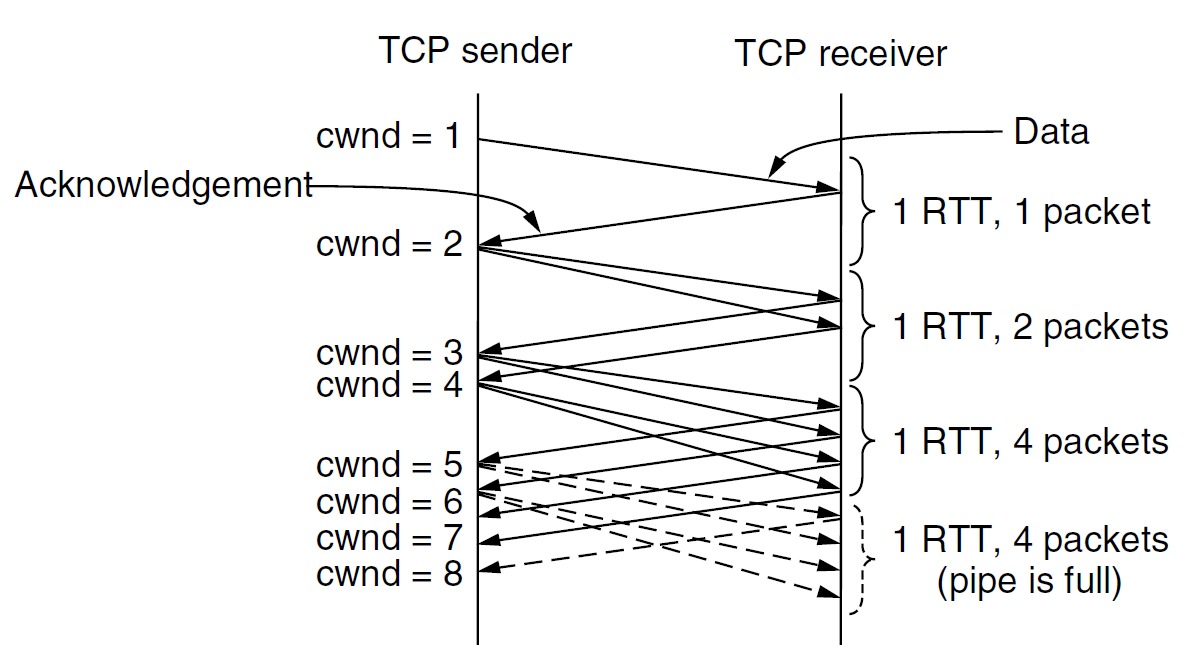 TCP sender
TCP receiver
cwnd = 1
Data
Acknowledgement
1 RTT, 1 packet
cwnd = 2
1 RTT, 2 packets
cwnd = 3
cwnd = 4
1 RTT, 4 packets
cwnd = 5
cwnd = 6
cwnd = 7
1 RTT, 4 packets
(pipe is full)
cwnd = 8